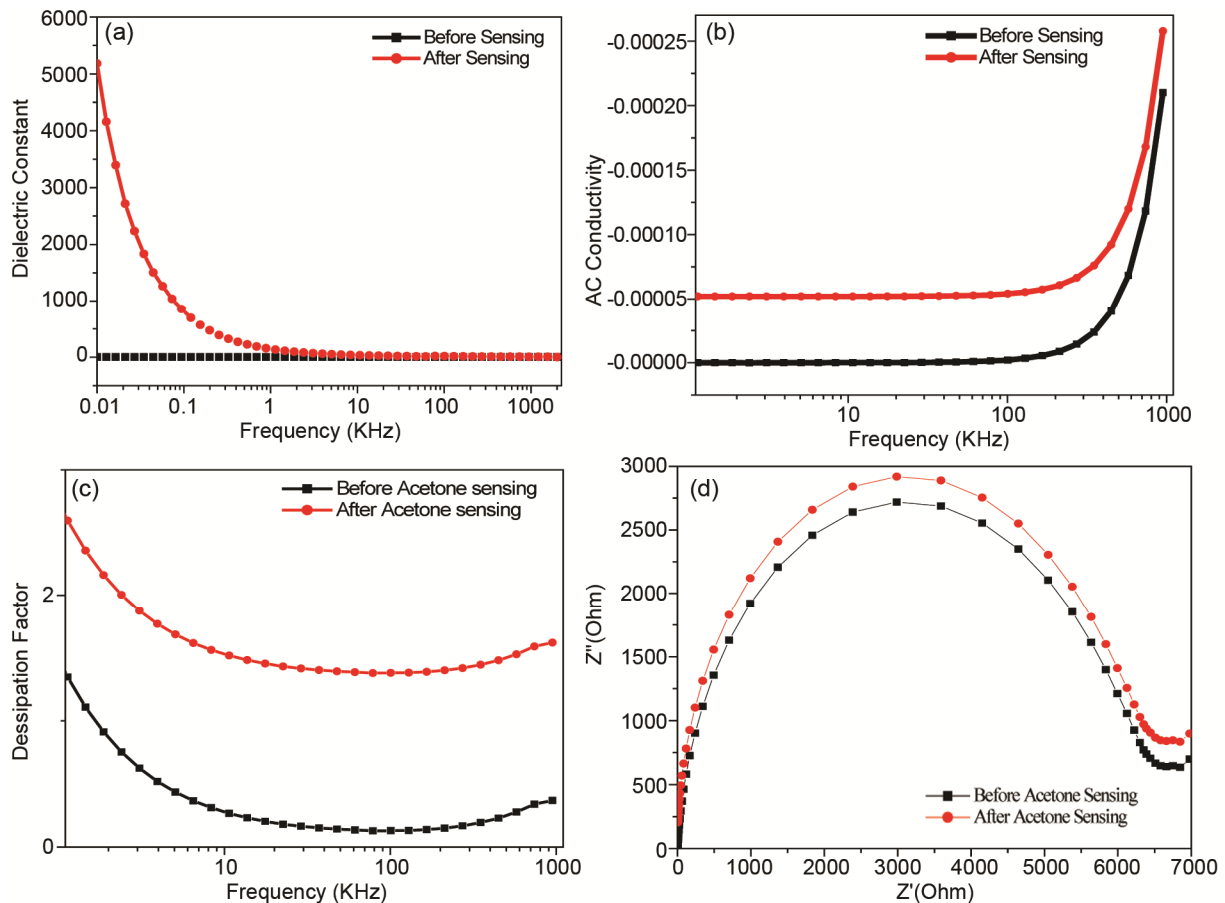 (a)
Before Sensing
After Sensing
6000
5000
4000
3000
2000
1000
0
Dielectric Constant
0.01 0.1 1 10 100 1000
Frequency (KHz)
(b)
Before Sensing
After Sensing
-0.00025
-0.00020
-0.00015
-0.00010
-0.00005
-0.00000
AC Conductivity
10 100 1000
Frequency (KHz)
(c)
Before Acetone sensing
After Acetone sensing
2
0
Dessipation Factor
10 100 1000
Frequency (KHz)
(d)
3000
2500
2000
1500
1000
500
0
Z''(Ohm)
Before Acetone Sensing
After Acetone Sensing
0 1000 2000 3000 4000 5000 6000 7000
Z'(Ohm)